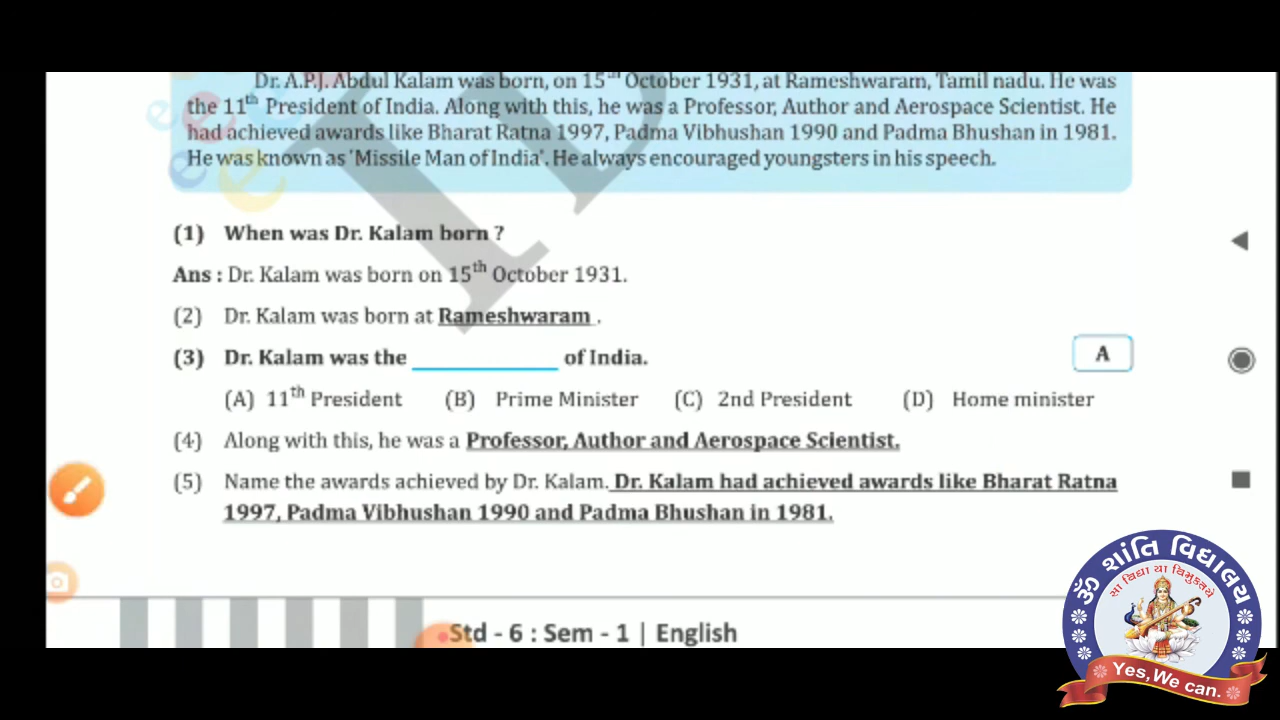 Dr. A.P.J. Abdul Kalam was born, on 15th October 1931, at Rameshwaram, Tamil nadu. He was
the 11th President of India. Along with this, he was a Professor, Author and Aerospace Scientist. He
had achieved awards like Bharat Ratna 1997, Padma Vibhushan 1990 and Padma Bhushan in 1981.
He was known as 'Missile Man of India'. He always encouraged youngsters in his speech.
(1) When was Dr. Kalam born ?
Ans : Dr. Kalam was born on 15th October 1931.
(2) Dr. Kalam was born at Rameshwaram .
(3) Dr. Kalam was the ____________ of India. A
(A) 11th President (B) Prime Minister (C) 2nd President (D) Home minister
(4) Along with this, he was a Professor, Author and Aerospace Scientist.
(5) Name the awards achieved by Dr. Kalam. Dr. Kalam had achieved awards like Bharat Ratna
1997, Padma Vibhushan 1990 and Padma Bhushan in 1981.
Std - 6 : Sem - 1 | English
ૐ શાંતિ વિદ્યાલય
સા વિદ્યા યા વિમુક્તયે
Yes, We can.